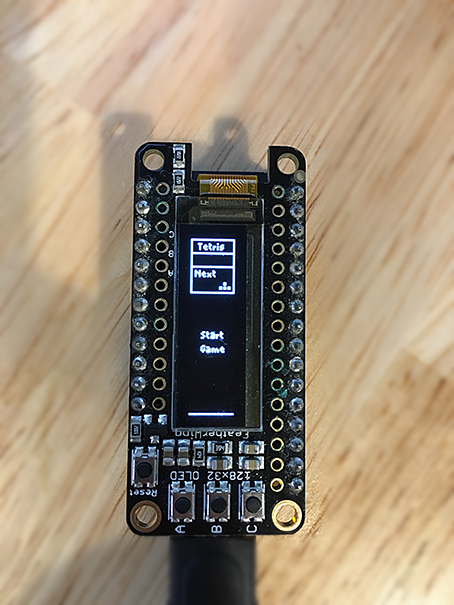 Tetris
Next
Start
Game
C
B
A
FeatherWing
128x32 OLED
Reset
A
B
C